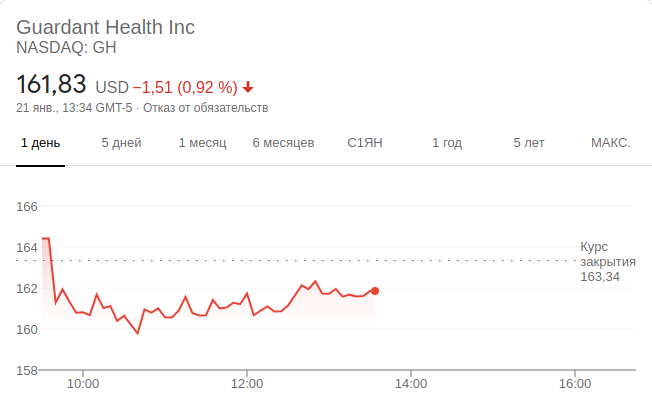 Guardant Health Inc
NASDAQ: GH
161,83 USD −1,51 (0,92 %)
21 янв., 13:34 GMT-5 · Отказ от обязательств
1 день 5 дней 1 месяц 6 месяцев С1ЯН 1 год 5 лет МАКС.
166
164
Курс
закрытия
163,34
162
160
158
10:00 12:00 14:00 16:00